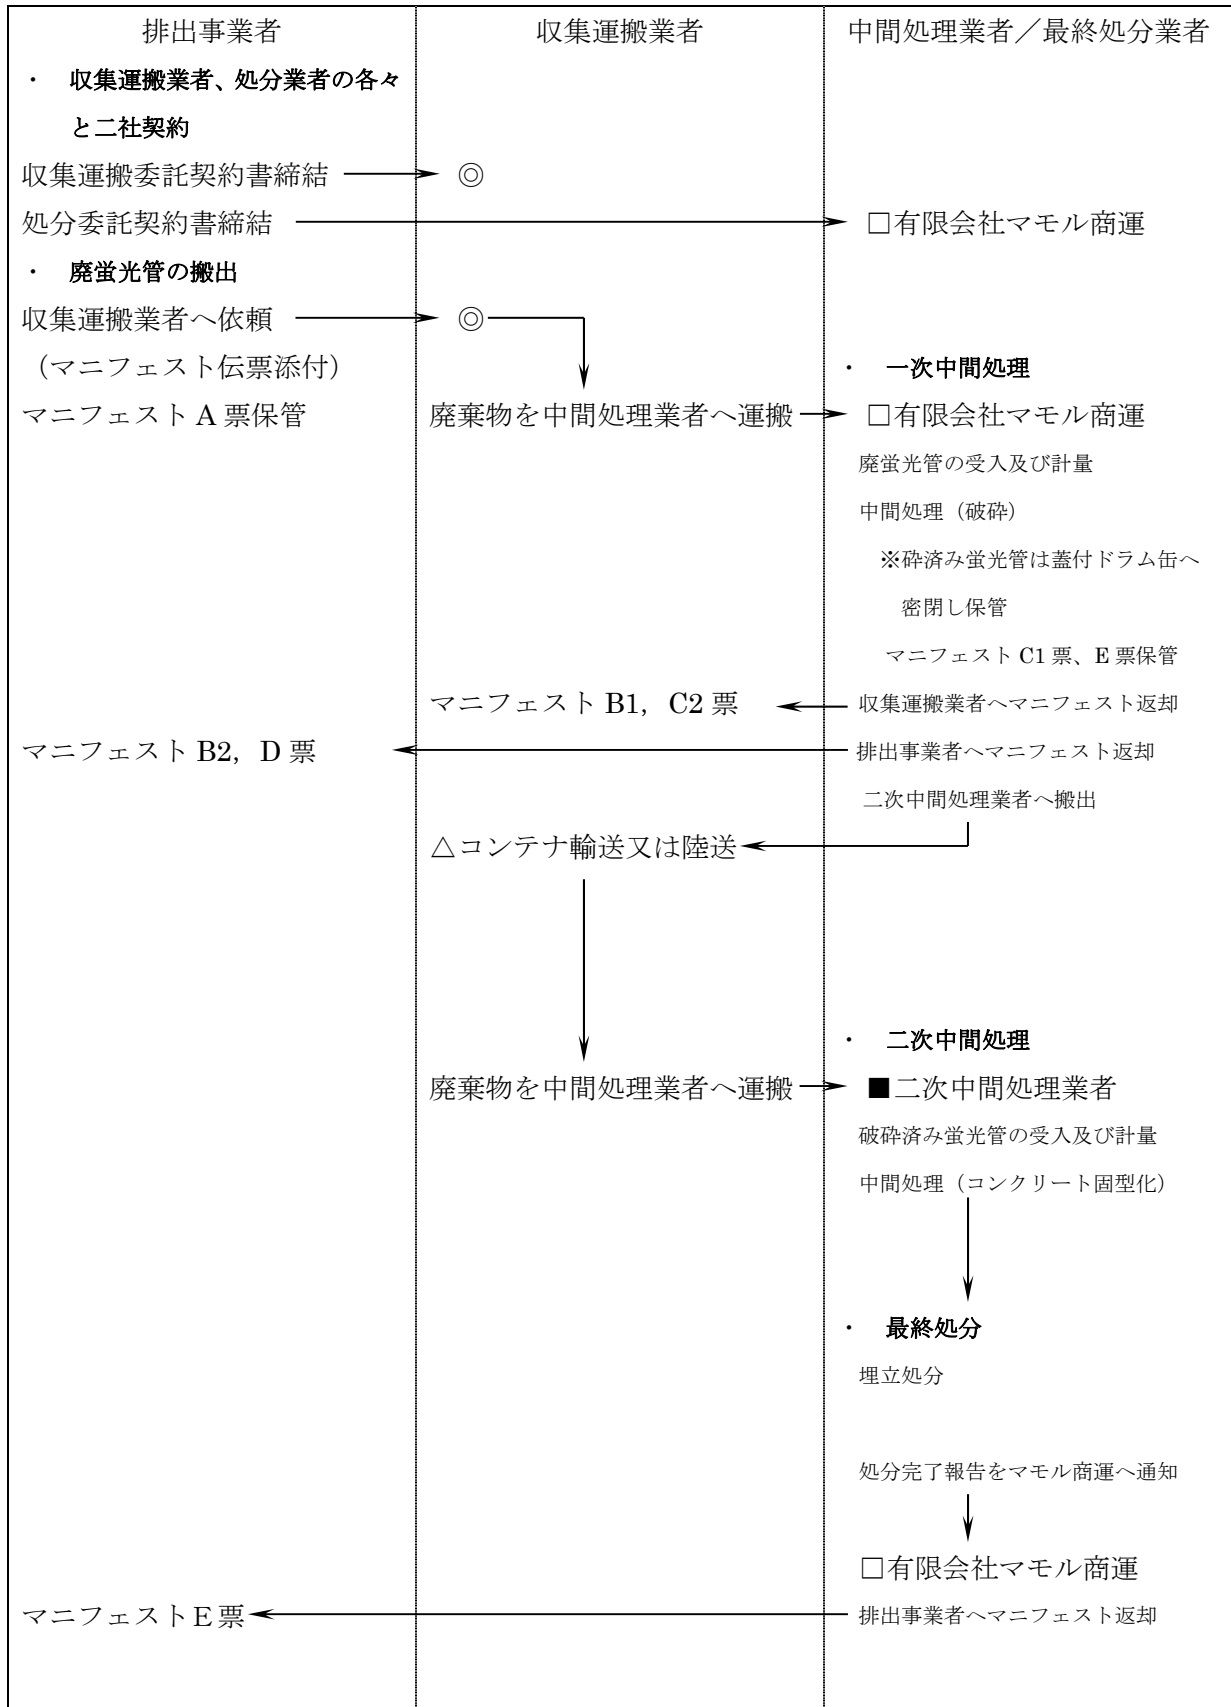 排出事業者 収集運搬業者 中間処理業者／最終処分業者
・ 収集運搬業者、処分業者の各々
と二社契約
収集運搬委託契約書締結 ◎
処分委託契約書締結 □有限会社マモル商運
・ 廃蛍光管の搬出
収集運搬業者へ依頼 ◎
（マニフェスト伝票添付） ・ 一次中間処理
マニフェスト A 票保管 廃棄物を中間処理業者へ運搬 □有限会社マモル商運
廃蛍光管の受入及び計量
中間処理（破砕）
※砕済み蛍光管は蓋付ドラム缶へ
密閉し保管
マニフェスト C1 票、E 票保管
マニフェスト B1，C2 票 収集運搬業者へマニフェスト返却
マニフェスト B2，D 票 排出事業者へマニフェスト返却
二次中間処理業者へ搬出
△コンテナ輸送又は陸送
・ 二次中間処理
廃棄物を中間処理業者へ運搬 ■二次中間処理業者
破砕済み蛍光管の受入及び計量
中間処理（コンクリート固型化）
・ 最終処分
埋立処分
処分完了報告をマモル商運へ通知
□有限会社マモル商運
マニフェストＥ票 排出事業者へマニフェスト返却